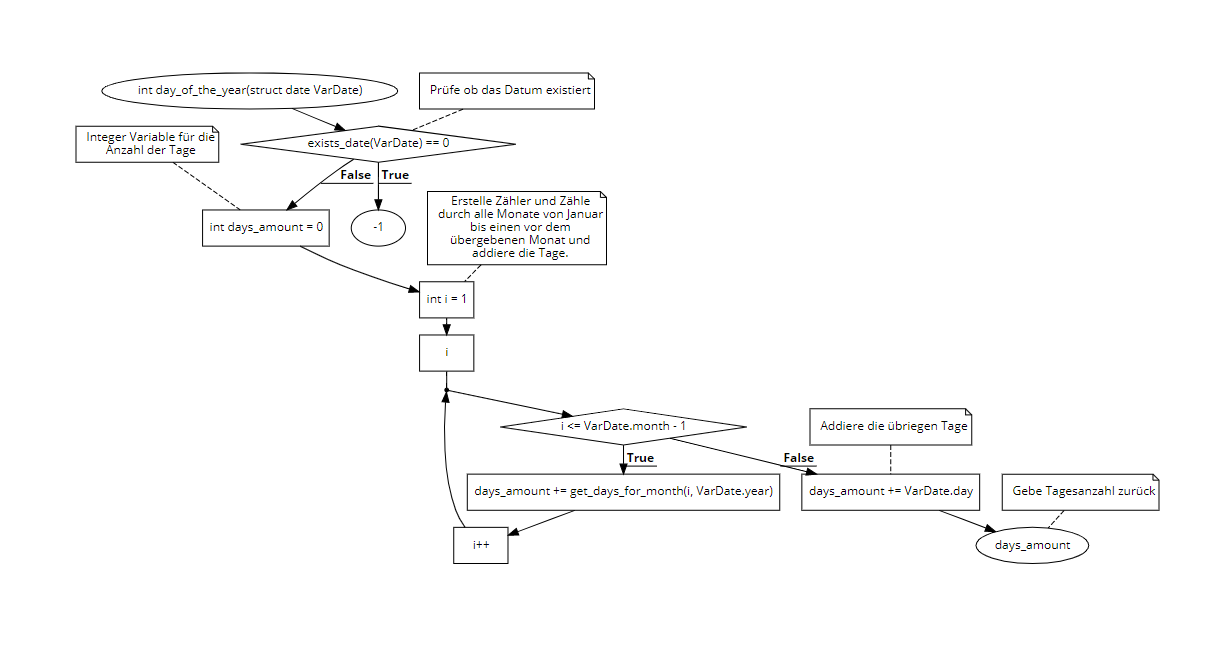 int day_of_the_year(struct date VarDate)
Prüfe ob das Datum existiert
Integer Variable für die
Anzahl der Tage
exists_date(VarDate) == 0
False
True
int days_amount = 0
-1
Erstelle Zähler und Zähle
durch alle Monate von Januar
bis einen vor dem
übergebenen Monat und
addiere die Tage.
int i = 1
i
i <= VarDate.month - 1
Addiere die übriegen Tage
True
False
days_amount += get_days_for_month(i, VarDate.year)
days_amount += VarDate.day
Gebe Tagesanzahl zurück
i++
days_amount